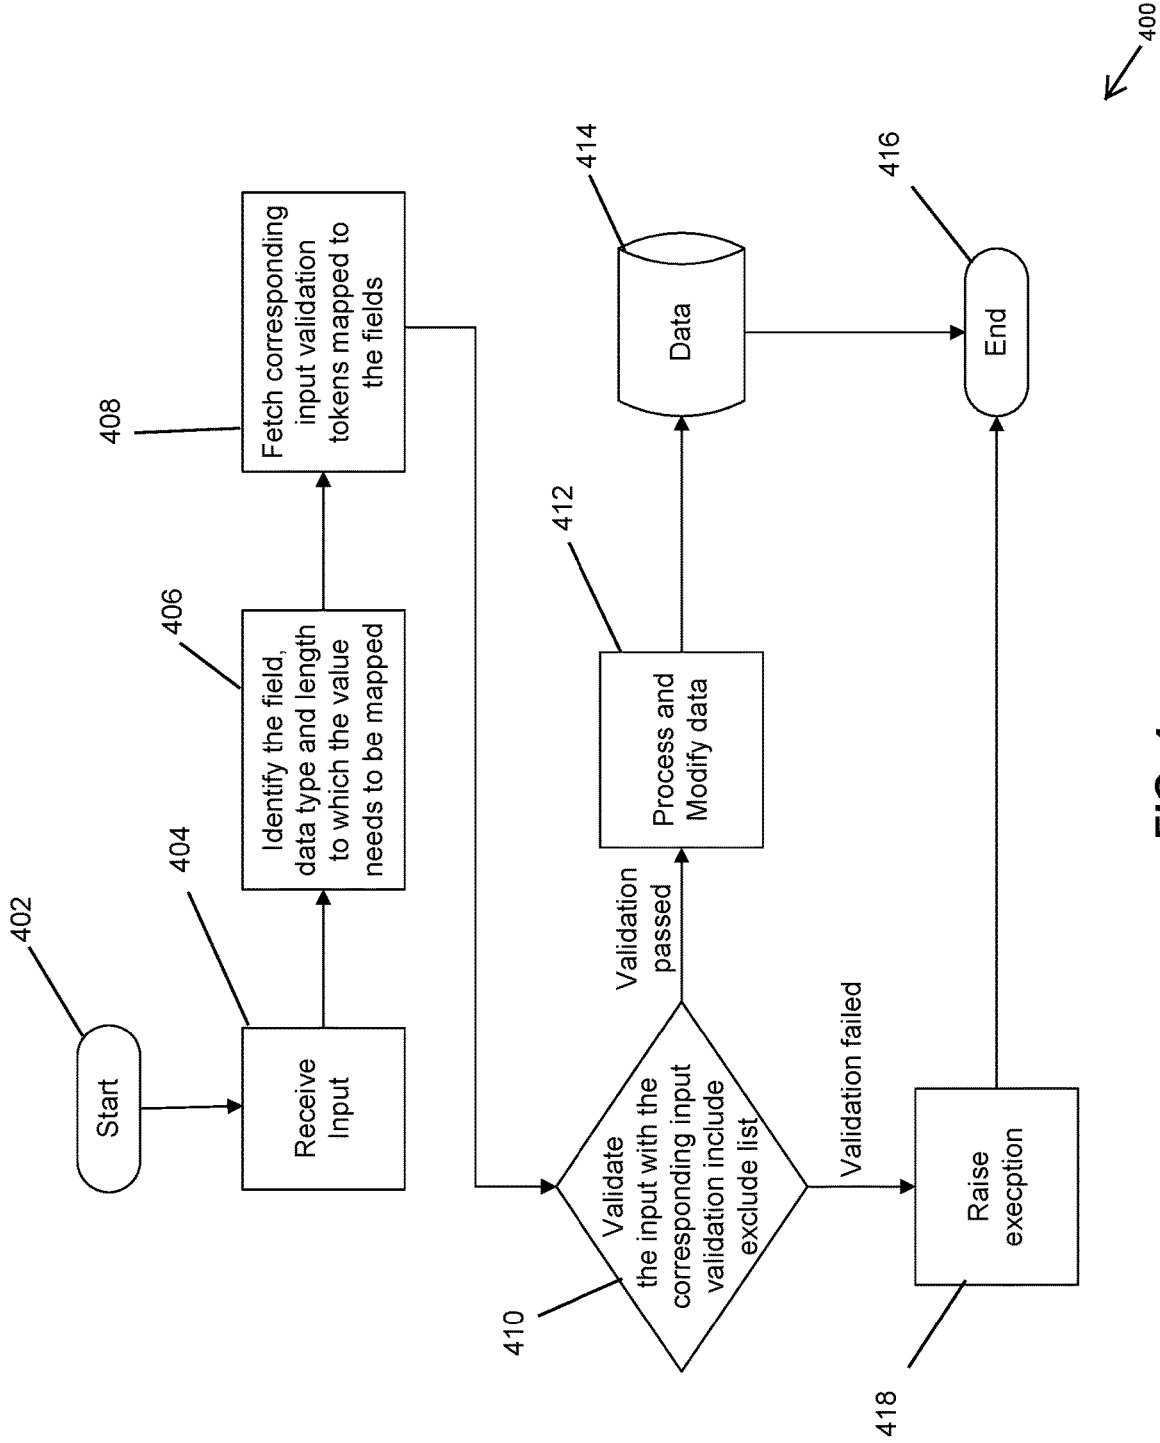 402
Start
404
Receive
Input
406
Identify the field,
data type and length
to which the value
needs to be mapped
408
Fetch corresponding
input validation
tokens mapped to
the fields
410
Validate
the input with the
corresponding input
validation include
exclude list
Validation
passed
412
Process and
Modify data
414
Data
Validation failed
418
Raise
execption
416
End
400